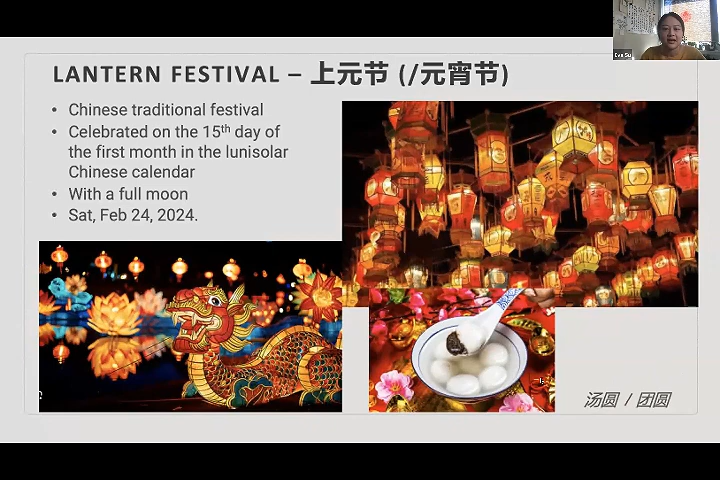 LANTERN FESTIVAL – 上元节 (/元宵节)
• Chinese traditional festival
• Celebrated on the 15th day of
the first month in the lunisolar
Chinese calendar
• With a full moon
• Sat, Feb 24, 2024.
汤圆 / 团圆